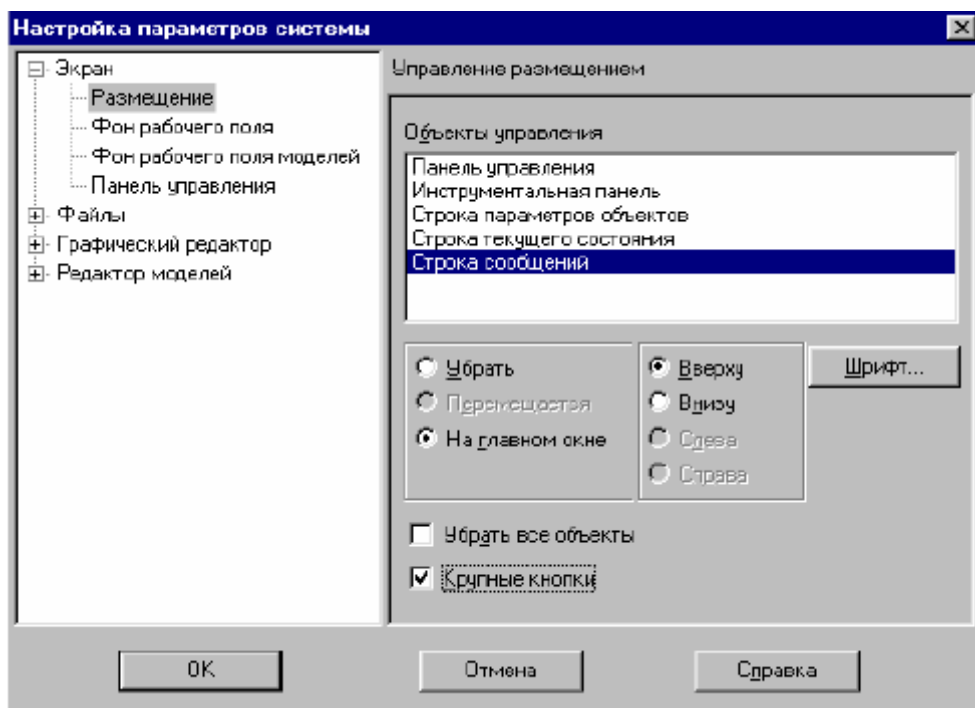 Настройка параметров системы
Экран
Размещение
Фон рабочего поля
Фон рабочего поля моделей
Панель управления
Файлы
Графический редактор
Редактор моделей
Управление размещением
Объекты управления
Панель управления
Инструментальная панель
Строка параметров объектов
Строка текущего состояния
Строка сообщений
Убрать
Перемещается
На главном окне
Вверху
Внизу
Слева
Справа
Шрифт...
Убрать все объекты
Крупные кнопки
OK
Отмена
Справка